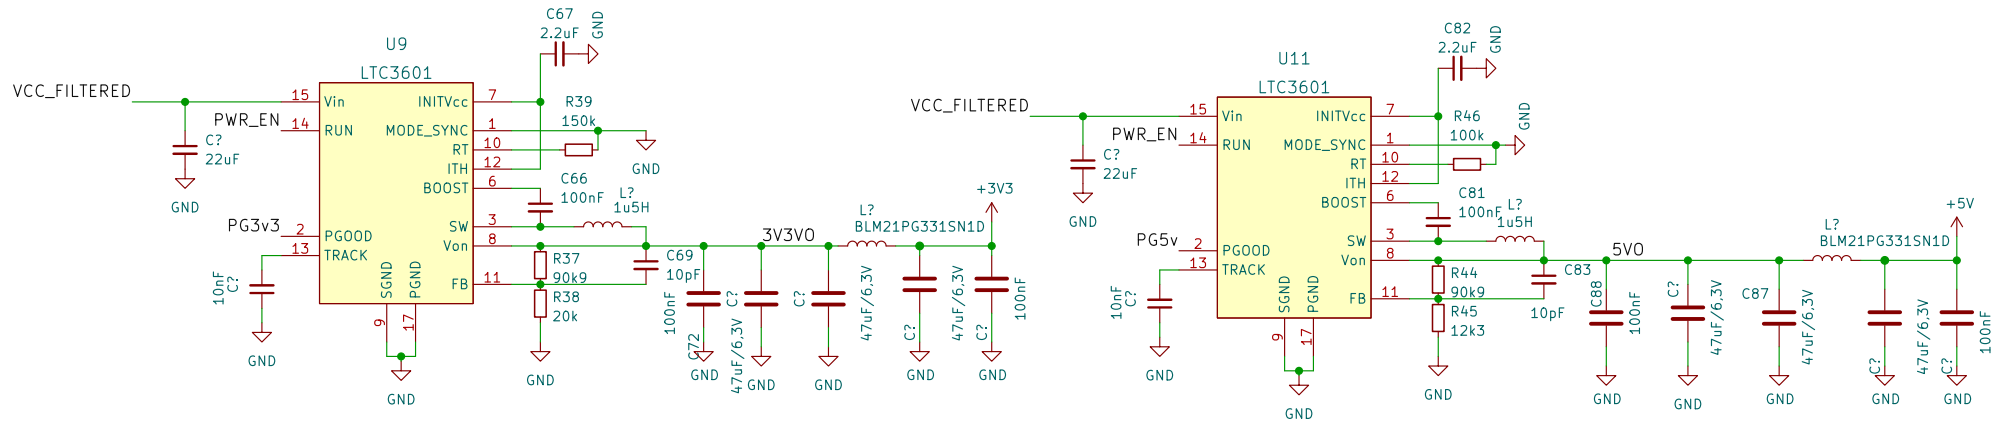 U9
LTC3601
C67
2.2uF
GND
VCC_FILTERED
15
Vin
INITVcc
7
R39
150k
PWR_EN
14
RUN
MODE_SYNC
1
RT
10
ITH
12
GND
C?
22uF
GND
BOOST
6
C66
100nF
L?
1u5H
PG3v3
2
PGOOD
SW
3
13
TRACK
Von
8
3V3VO
L?
BLM21PG331SN1D
+3V3
10nF
C?
GND
SGND
PGND
9
17
GND
FB
11
R37
90k9
R38
20k
GND
C69
10pF
100nF
C72
GND
C?
47uF/6,3V
GND
C?
47uF/6,3V
GND
C?
47uF/6,3V
GND
C?
100nF
GND
U11
LTC3601
C82
2.2uF
GND
VCC_FILTERED
15
Vin
INITVcc
7
R46
100k
GND
PWR_EN
14
RUN
MODE_SYNC
1
RT
10
ITH
12
C?
22uF
GND
BOOST
6
C81
100nF
L?
1u5H
PG5v
2
PGOOD
SW
3
13
TRACK
Von
8
5VO
L?
BLM21PG331SN1D
+5V
10nF
C?
GND
SGND
PGND
9
17
GND
FB
11
R44
90k9
R45
12k3
GND
C83
10pF
C88
100nF
GND
C?
47uF/6,3V
GND
C87
47uF/6,3V
GND
C?
47uF/6,3V
GND
C?
100nF
GND